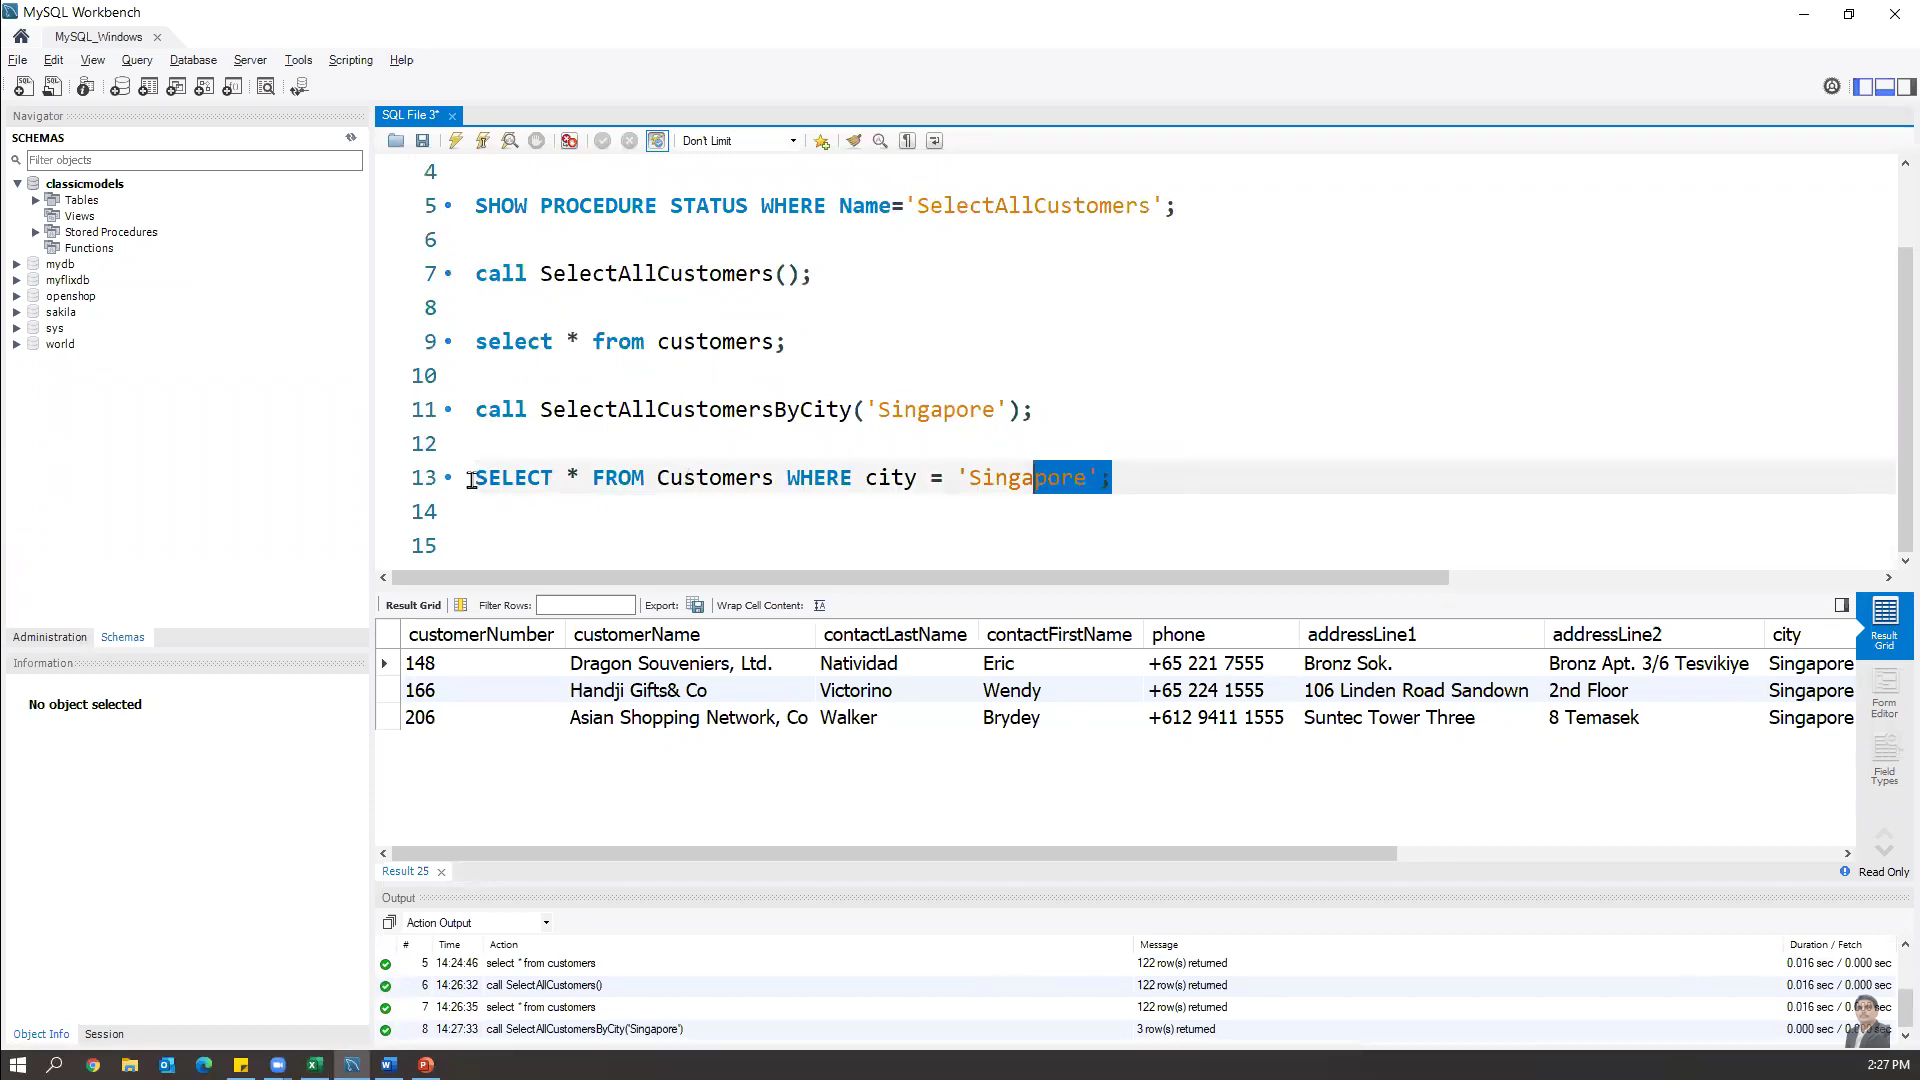 MySQL Workbench
MySQL_Windows
File Edit View Query Database Server Tools Scripting Help
Navigator
SCHEMAS
Filter objects
classicmodels
Tables
Views
Stored Procedures
Functions
mydb
myflixdb
openshop
sakila
sys
world
Administration Schemas
Information
No object selected
Object Info Session
SQL File 3*
Don't Limit
4
5 SHOW PROCEDURE STATUS WHERE Name='SelectAllCustomers';
6
7 call SelectAllCustomers();
8
9 select * from customers;
10
11 call SelectAllCustomersByCity('Singapore');
12
13 SELECT * FROM Customers WHERE city = 'Singapore';
14
15
Result Grid Filter Rows: Export: Wrap Cell Content:
customerNumber customerName contactLastName contactFirstName phone addressLine1 addressLine2 city
148 Dragon Souveniers, Ltd. Natividad Eric +65 221 7555 Bronz Sok. Bronz Apt. 3/6 Tesvikiye Singapore
166 Handji Gifts& Co Victorino Wendy +65 224 1555 106 Linden Road Sandown 2nd Floor Singapore
206 Asian Shopping Network, Co Walker Brydey +612 9411 1555 Suntec Tower Three 8 Temasek Singapore
Result Grid
Form Editor
Field Types
Result 25
Read Only
Output
Action Output
# Time Action Message Duration / Fetch
5 14:24:46 select * from customers 122 row(s) returned 0.016 sec / 0.000 sec
6 14:26:32 call SelectAllCustomers() 122 row(s) returned 0.016 sec / 0.000 sec
7 14:26:35 select * from customers 122 row(s) returned 0.016 sec / 0.000 sec
8 14:27:33 call SelectAllCustomersByCity('Singapore') 3 row(s) returned 0.000 sec / 0.000 sec
2:27 PM